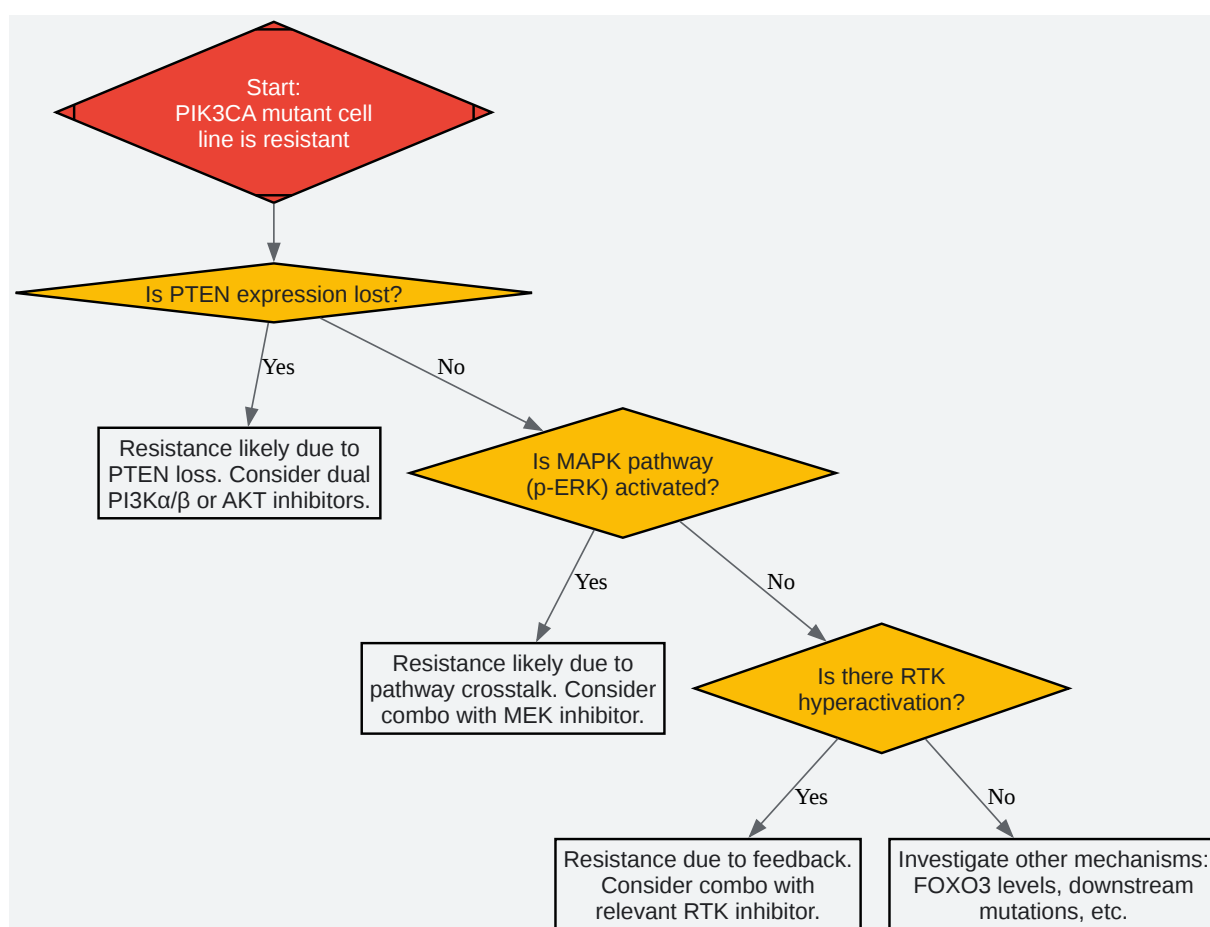 Start:
PIK3CA mutant cell
line is resistant
Is PTEN expression lost?
Yes
No
Resistance likely due to
PTEN loss. Consider dual
PI3Kα/β or AKT inhibitors.
Is MAPK pathway
(p-ERK) activated?
Yes
No
Resistance likely due to
pathway crosstalk. Consider
combo with MEK inhibitor.
Is there RTK
hyperactivation?
Yes
No
Resistance due to feedback.
Consider combo with
relevant RTK inhibitor.
Investigate other mechanisms:
FOXO3 levels, downstream
mutations, etc.